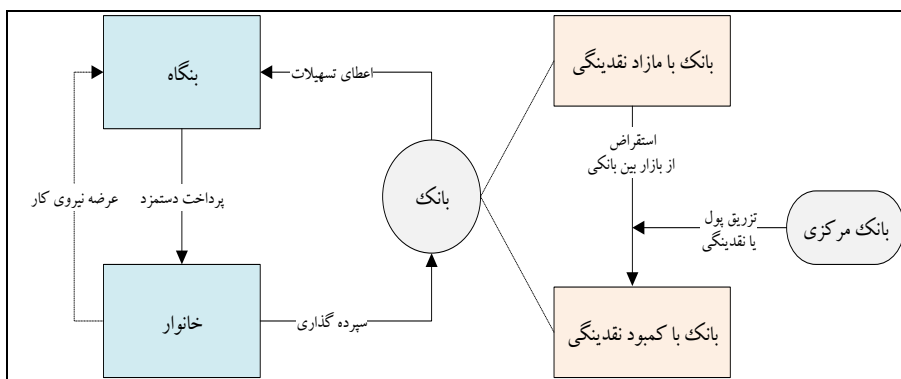 بانک با مازاد نقدینگی
اعطای تسهیلات
بنگاه
استقراض
از بازار بین بانکی
بانک
پرداخت دستمزد
عرضه نیروی کار
بانک مرکزی
تزریق پول
یا نقدینگی
بانک با کمبود نقدینگی
سپرده گذاری
خانوار